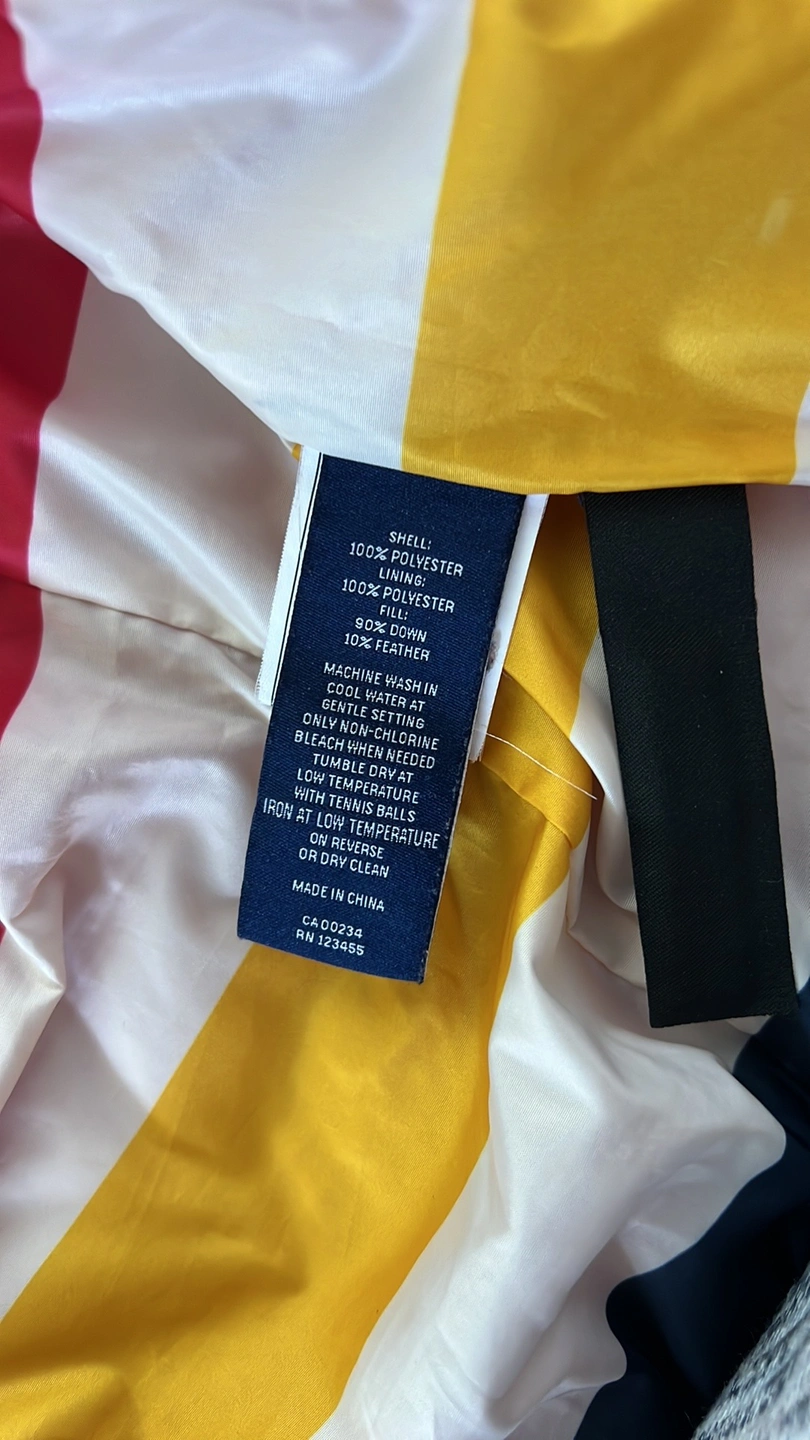 SHELL:
100% POLYESTER
LINING:
100% POLYESTER
FILL:
90% DOWN
10% FEATHER
MACHINE WASH IN
COOL WATER AT
GENTLE SETTING
ONLY NON-CHLORINE
BLEACH WHEN NEEDED
TUMBLE DRY AT
LOW TEMPERATURE
WITH TENNIS BALLS
IRON AT LOW TEMPERATURE
ON REVERSE
OR DRY CLEAN
MADE IN CHINA
CA 00234
RN 123455